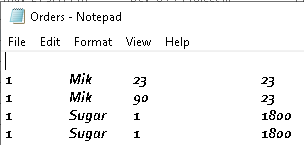 Orders - Notepad
File Edit Format View Help
1 Mik 23 23
1 Mik 90 23
1 Sugar 1 1800
1 Sugar 1 1800